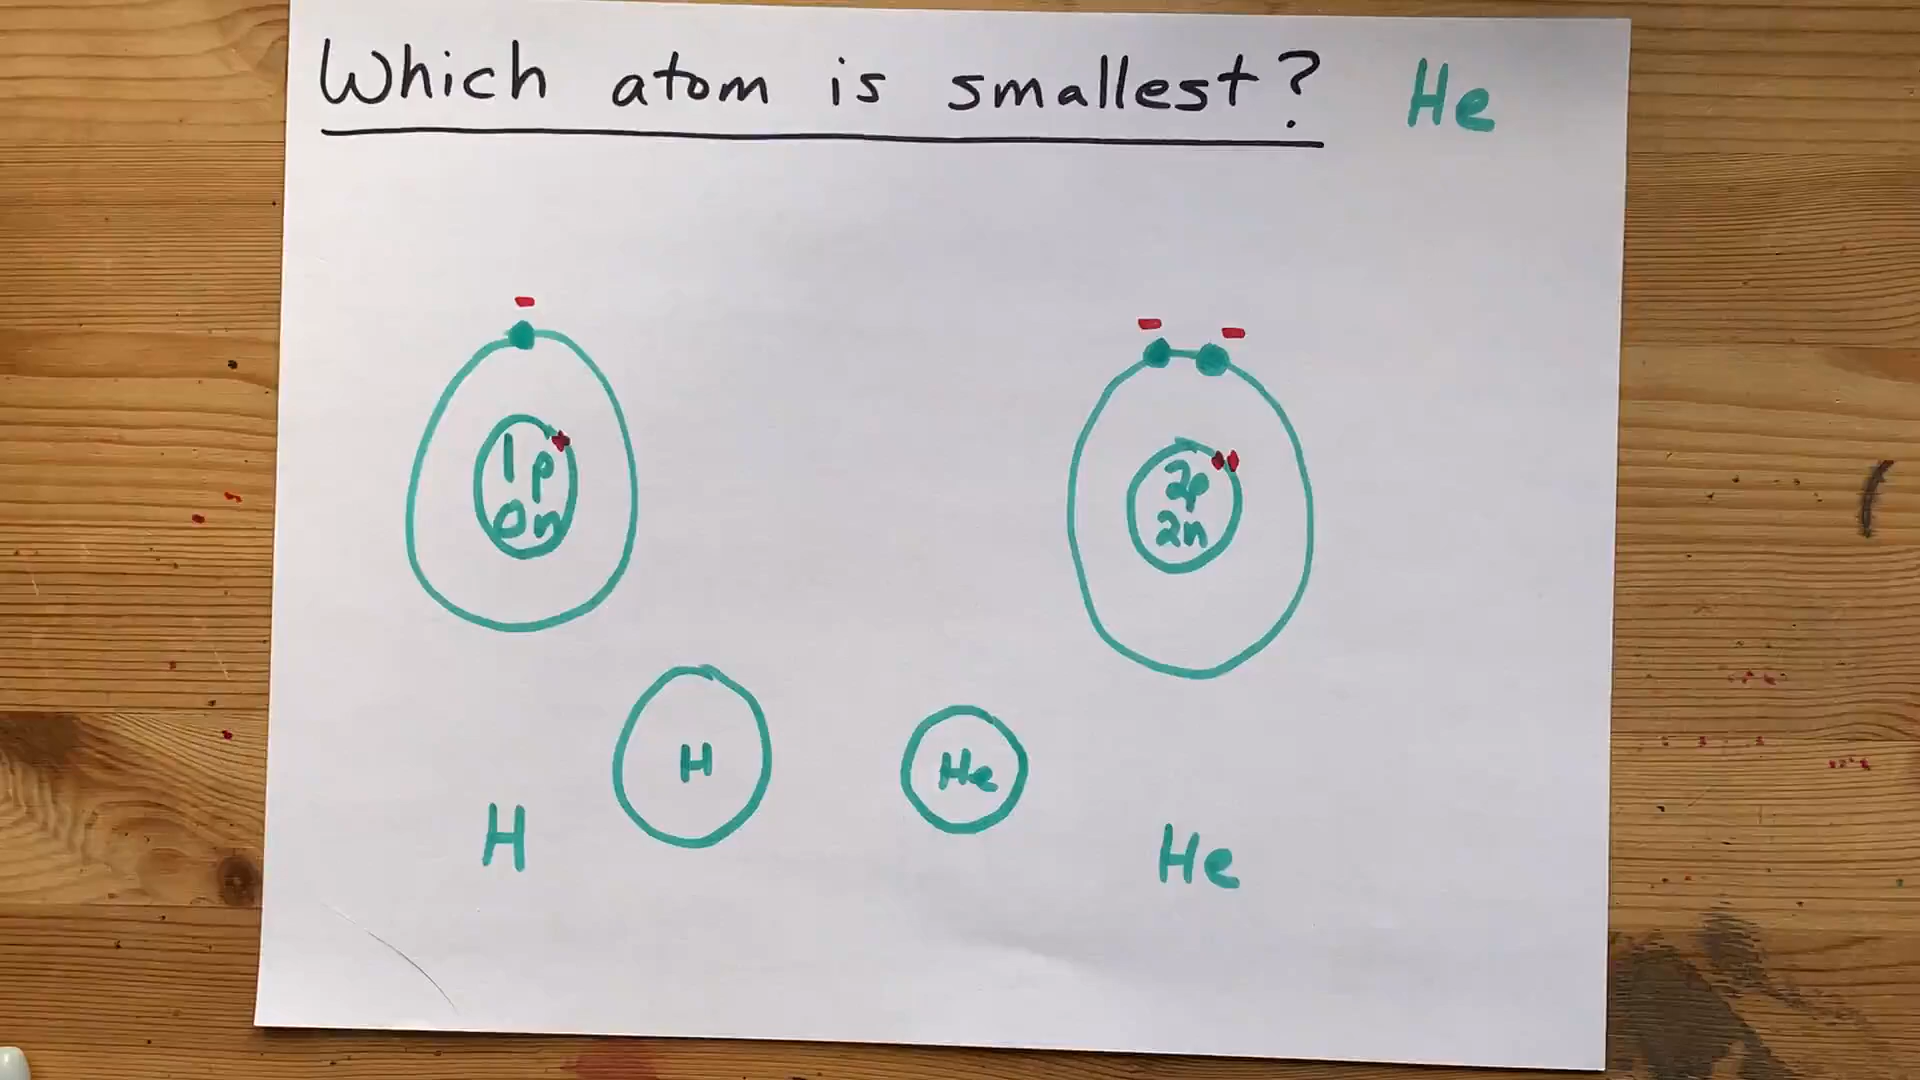 Which atom is smallest? He
1p
0n
2p
2n
H
He
H
He